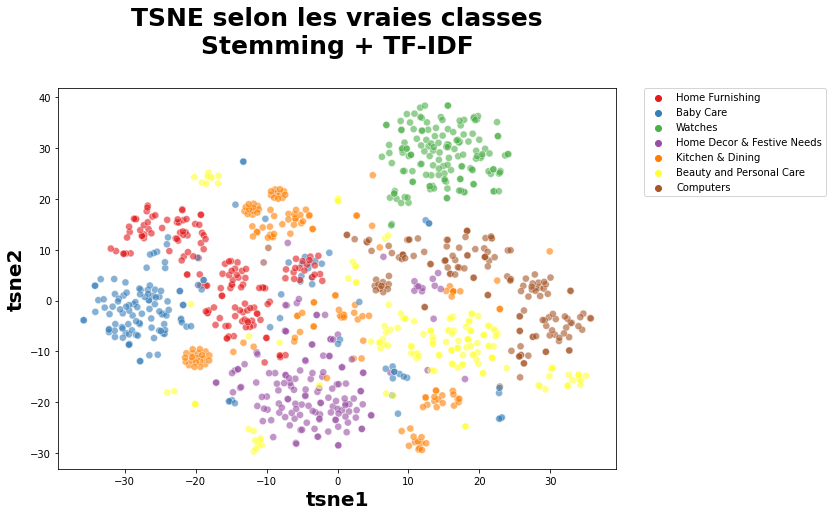 TSNE selon les vraies classes
Stemming + TF-IDF
Home Furnishing
Baby Care
Watches
Home Decor & Festive Needs
Kitchen & Dining
Beauty and Personal Care
Computers
40
30
20
10
0
−10
−20
−30
tsne2
−30 −20 −10 0 10 20 30
tsne1